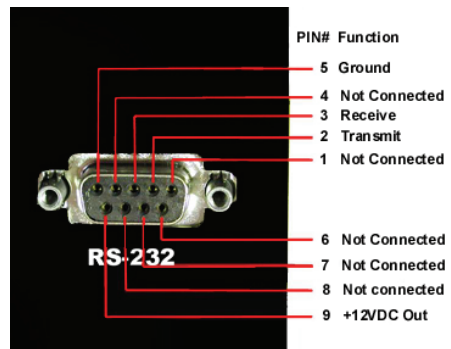 PIN# Function
5 Ground
4 Not Connected
3 Receive
2 Transmit
1 Not Connected
RS-232
6 Not Connected
7 Not Connected
8 Not connected
9 +12VDC Out